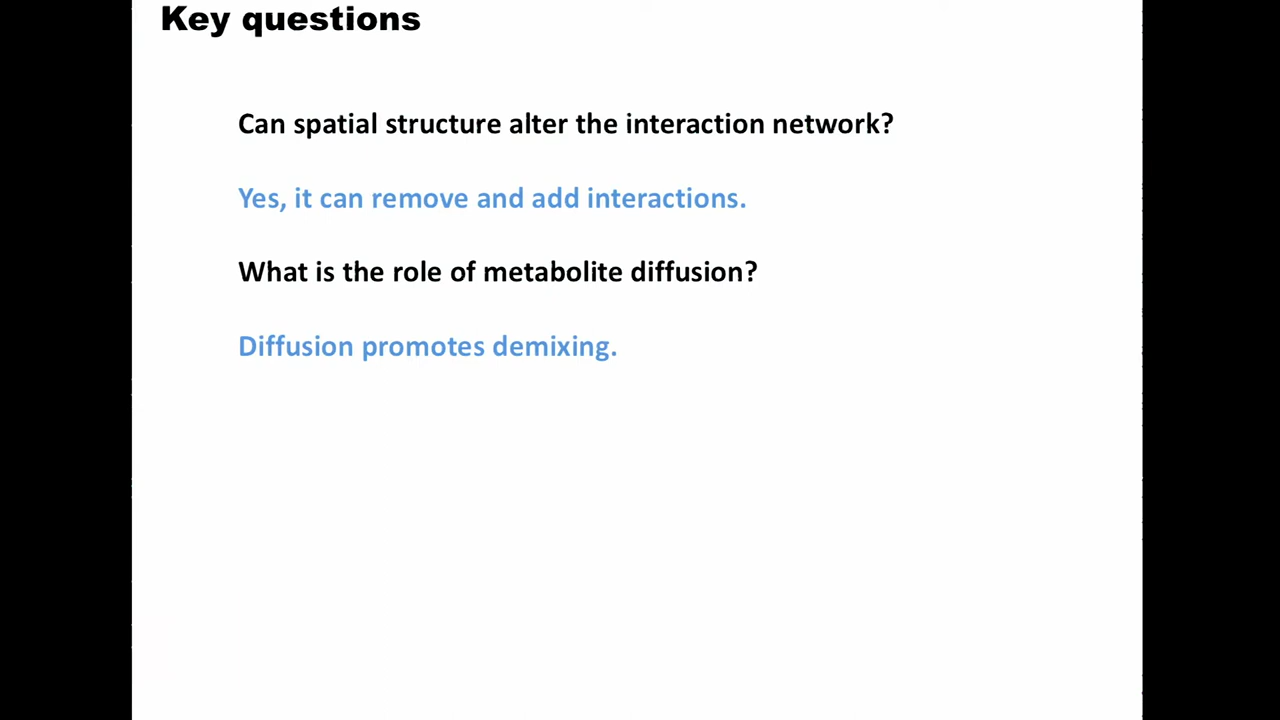 Key questions
Can spatial structure alter the interaction network?
Yes, it can remove and add interactions.
What is the role of metabolite diffusion?
Diffusion promotes demixing.